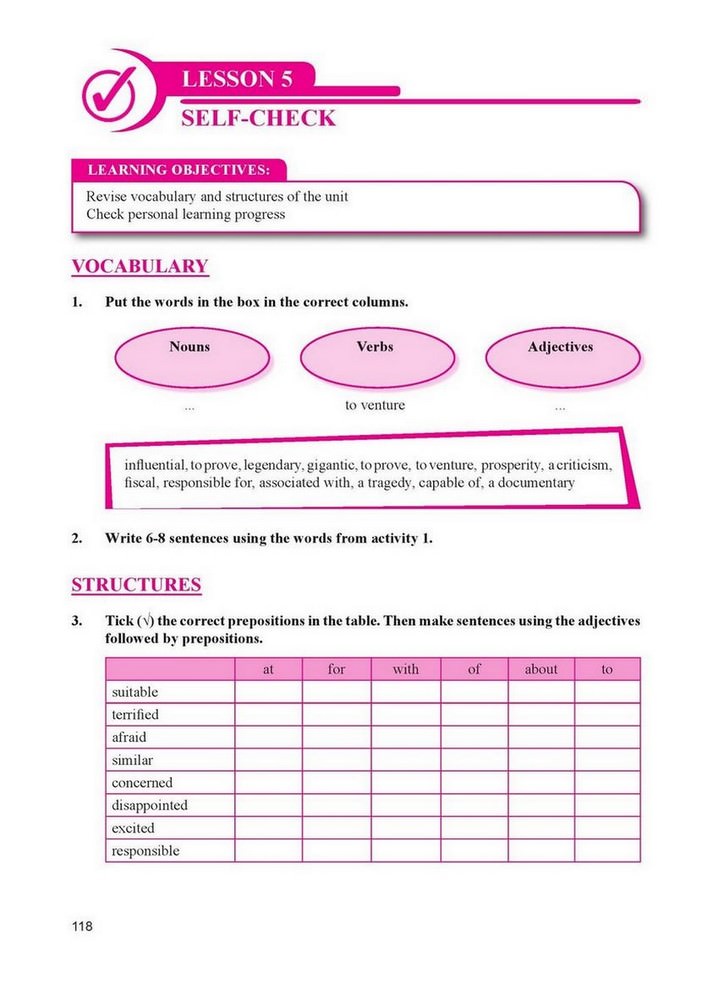 LESSON 5
SELF-CHECK
LEARNING OBJECTIVES:
Revise vocabulary and structures of the unit
Check personal learning progress
VOCABULARY
1. Put the words in the box in the correct columns.
Nouns Verbs Adjectives
... to venture ...
influential, to prove, legendary, gigantic, to prove, to venture, prosperity, a criticism,
fiscal, responsible for, associated with, a tragedy, capable of, a documentary
2. Write 6-8 sentences using the words from activity 1.
STRUCTURES
3. Tick (√) the correct prepositions in the table. Then make sentences using the adjectives
followed by prepositions.
at for with of about to
suitable
terrified
afraid
similar
concerned
disappointed
excited
responsible
118